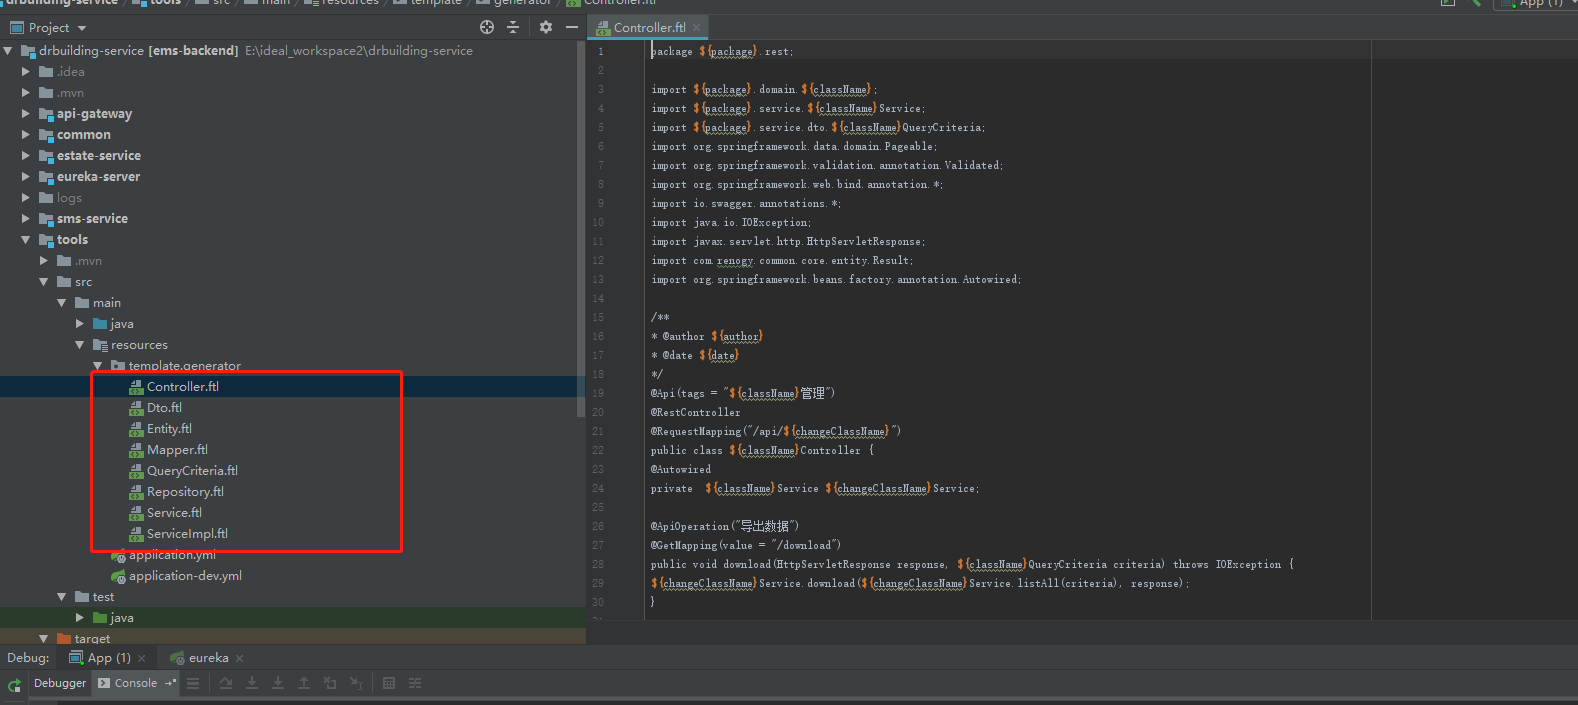 drbuilding-service tools src main resources template generator Controller.ftl App (1)
Project
Controller.ftl
drbuilding-service [ems-backend] E:\ideal_workspace2\drbuilding-service
.idea
.mvn
api-gateway
common
estate-service
eureka-server
logs
sms-service
tools
.mvn
src
main
java
resources
template.generator
Controller.ftl
Dto.ftl
Entity.ftl
Mapper.ftl
QueryCriteria.ftl
Repository.ftl
Service.ftl
ServiceImpl.ftl
application.yml
application-dev.yml
test
java
target
1 package ${package}.rest;
2
3 import ${package}.domain.${className};
4 import ${package}.service.${className}Service;
5 import ${package}.service.dto.${className}QueryCriteria;
6 import org.springframework.data.domain.Pageable;
7 import org.springframework.validation.annotation.Validated;
8 import org.springframework.web.bind.annotation.*;
9 import io.swagger.annotations.*;
10 import java.io.IOException;
11 import javax.servlet.http.HttpServletResponse;
12 import com.renogy.common.core.entity.Result;
13 import org.springframework.beans.factory.annotation.Autowired;
14
15 /**
16 * @author ${author}
17 * @date ${date}
18 */
19 @Api(tags = "${className}管理")
20 @RestController
21 @RequestMapping("/api/${changeClassName}")
22 public class ${className}Controller {
23 @Autowired
24 private ${className}Service ${changeClassName}Service;
25
26 @ApiOperation("导出数据")
27 @GetMapping(value = "/download")
28 public void download(HttpServletResponse response, ${className}QueryCriteria criteria) throws IOException {
29 ${changeClassName}Service.download(${changeClassName}Service.listAll(criteria), response);
30 }
Debug: App (1) eureka
Debugger Console